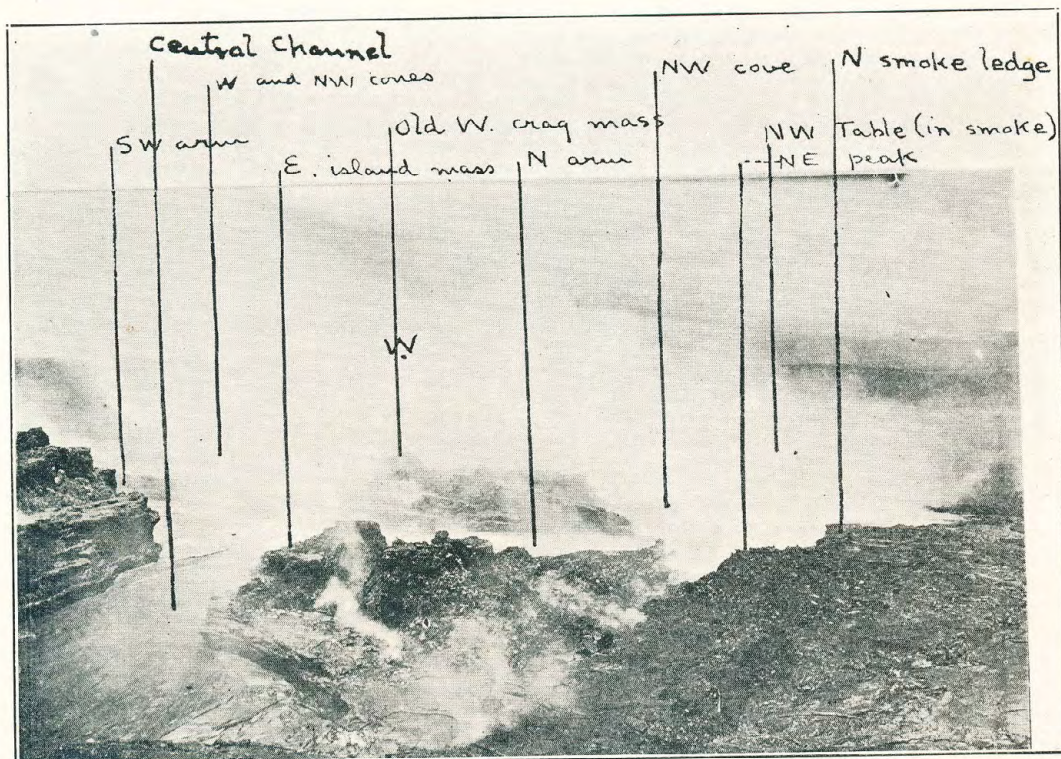 Central Channel
W and NW coves
NW cove
N smoke ledge
SW arm
Old W. crag mass
NW Table (in smoke)
E. island mass
N arm
NE peak
W.